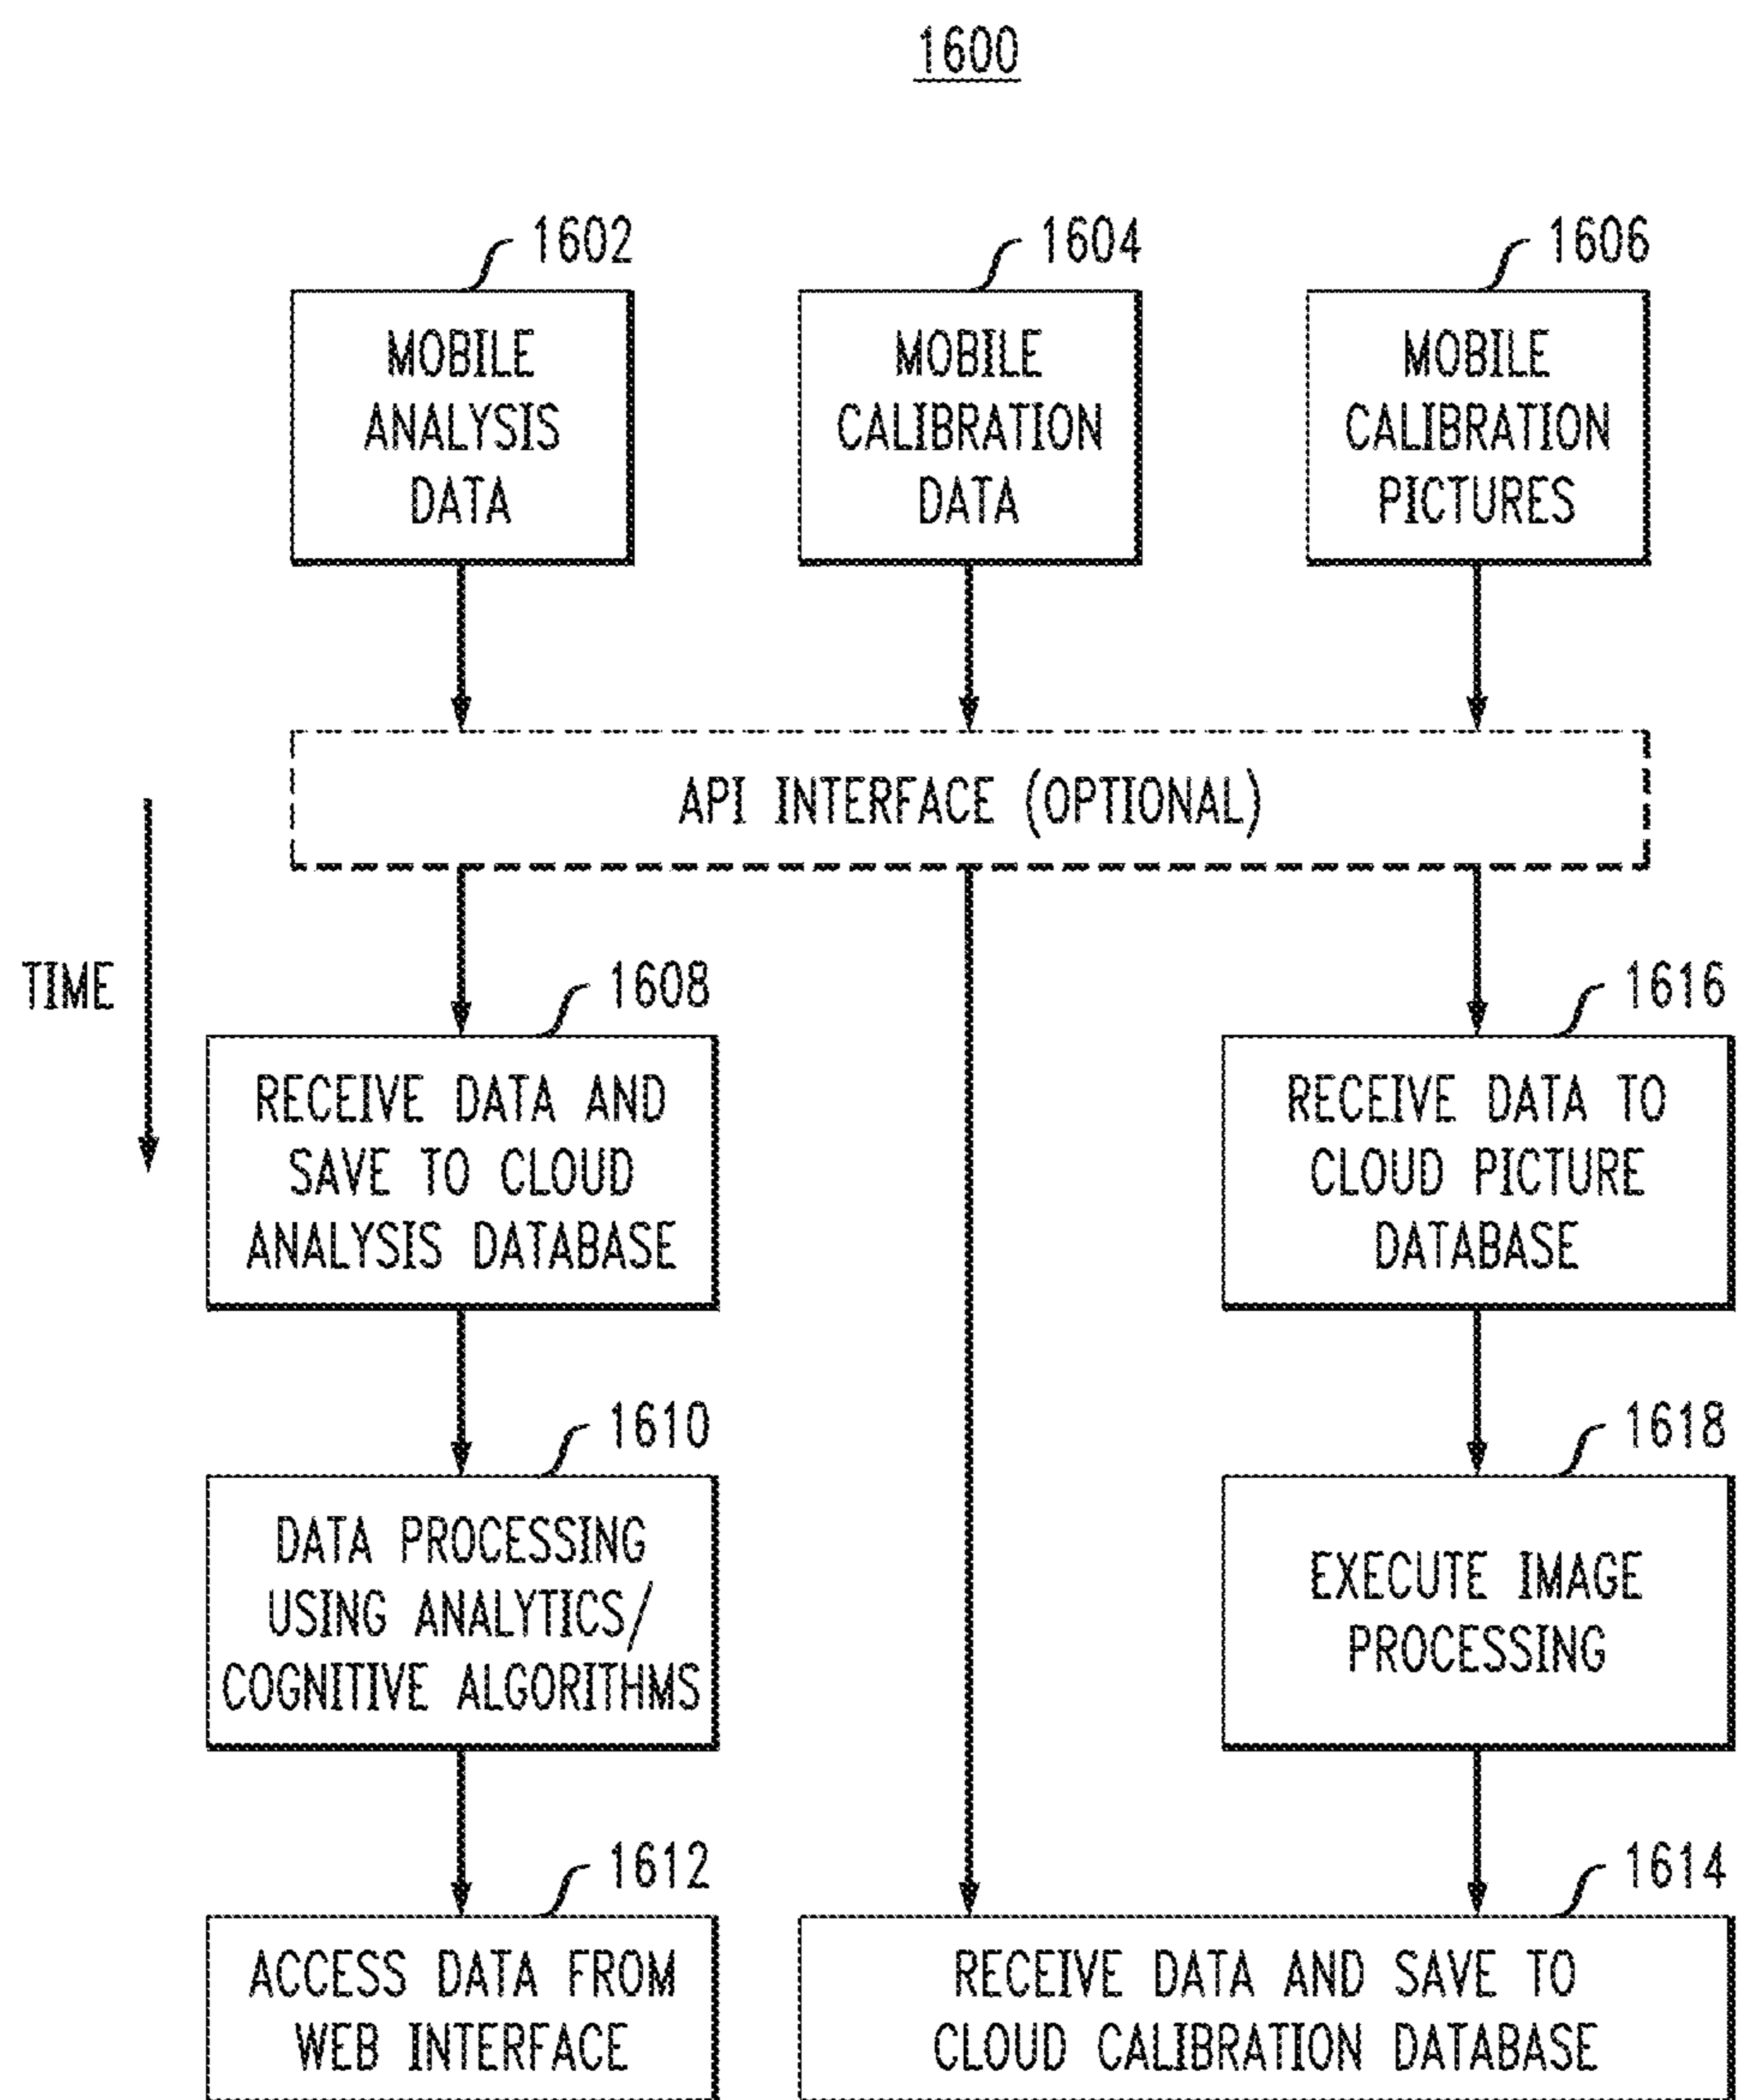 1600
1602
1604
1606
MOBILE
ANALYSIS
DATA
MOBILE
CALIBRATION
DATA
MOBILE
CALIBRATION
PICTURES
API INTERFACE (OPTIONAL)
TIME
1608
1616
RECEIVE DATA AND
SAVE TO CLOUD
ANALYSIS DATABASE
RECEIVE DATA TO
CLOUD PICTURE
DATABASE
1610
1618
DATA PROCESSING
USING ANALYTICS/
COGNITIVE ALGORITHMS
EXECUTE IMAGE
PROCESSING
1612
1614
ACCESS DATA FROM
WEB INTERFACE
RECEIVE DATA AND SAVE TO
CLOUD CALIBRATION DATABASE